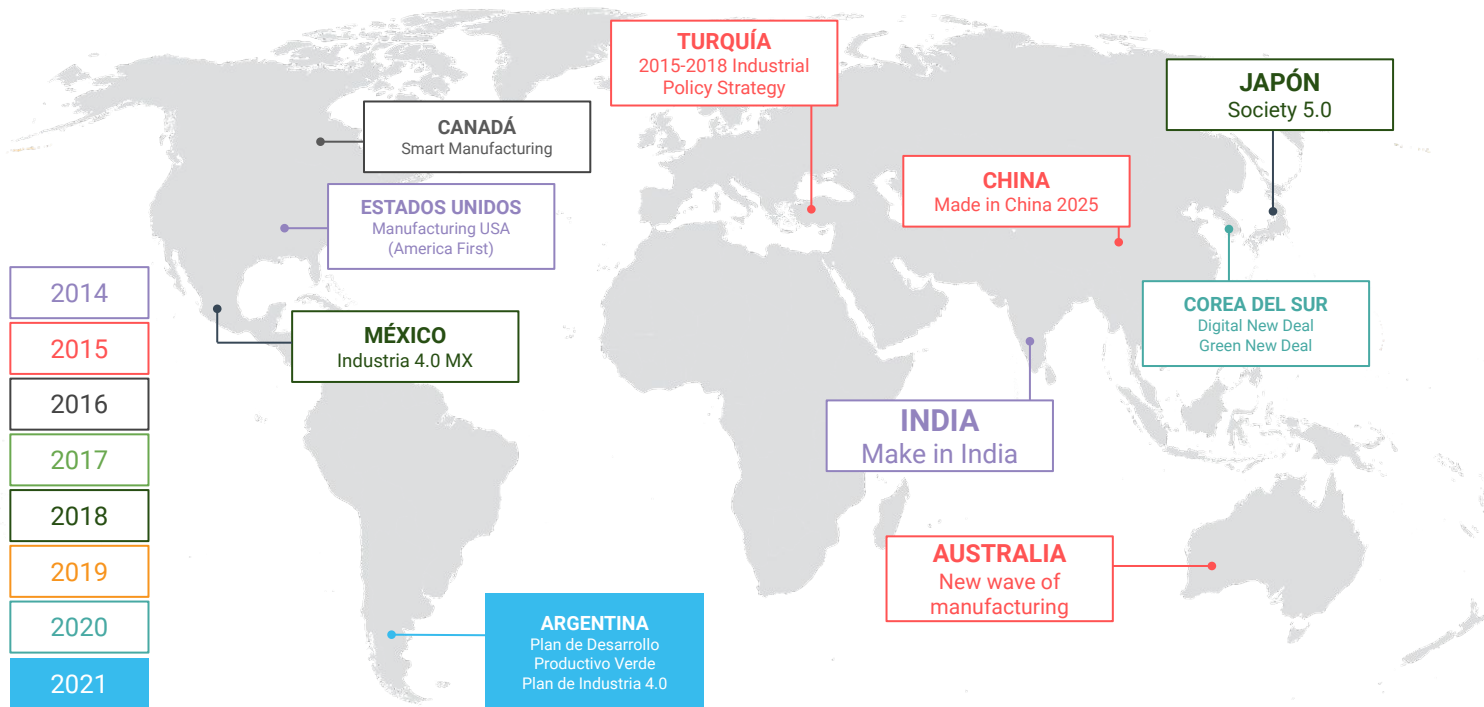 TURQUÍA
2015-2018 Industrial
Policy Strategy
JAPÓN
Society 5.0
CANADÁ
Smart Manufacturing
CHINA
Made in China 2025
ESTADOS UNIDOS
Manufacturing USA
(America First)
COREA DEL SUR
Digital New Deal
Green New Deal
MÉXICO
Industria 4.0 MX
INDIA
Make in India
AUSTRALIA
New wave of
manufacturing
ARGENTINA
Plan de Desarrollo
Productivo Verde
Plan de Industria 4.0
2014
2015
2016
2017
2018
2019
2020
2021